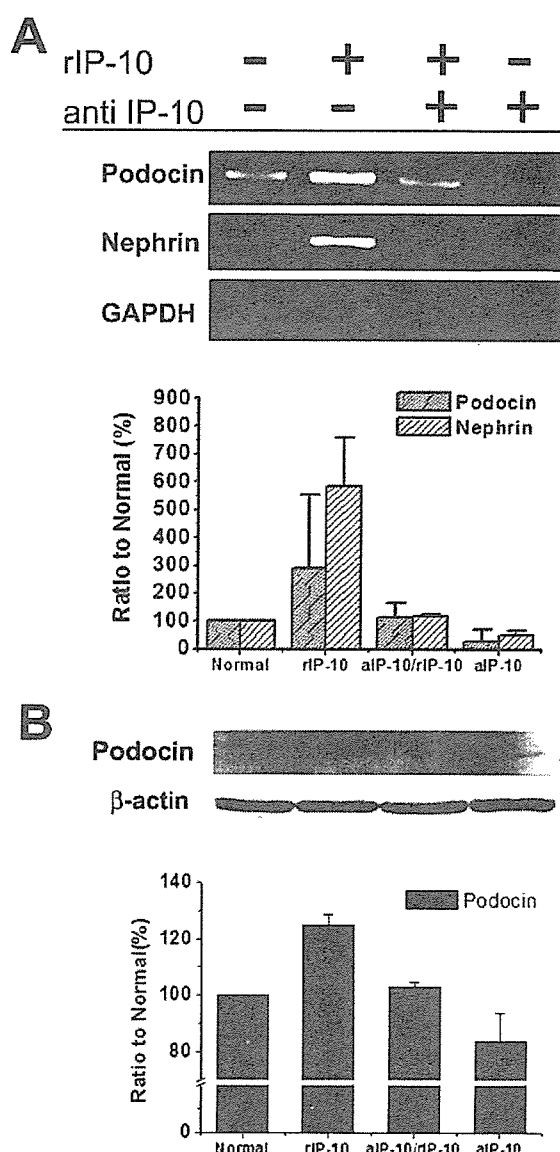 A
rIP-10 - + + -
anti IP-10 - - + +
Podocin
Nephrin
GAPDH
900
800
700
600
500
400
300
200
100
0
Ratio to Normal (%)
Podocin
Nephrin
Normal rIP-10 aIP-10/rIP-10 aIP-10
B
Podocin
β-actin
140
120
100
80
0
Ratio to Normal(%)
Podocin
Normal rIP-10 aIP-10/rIP-10 aIP-10